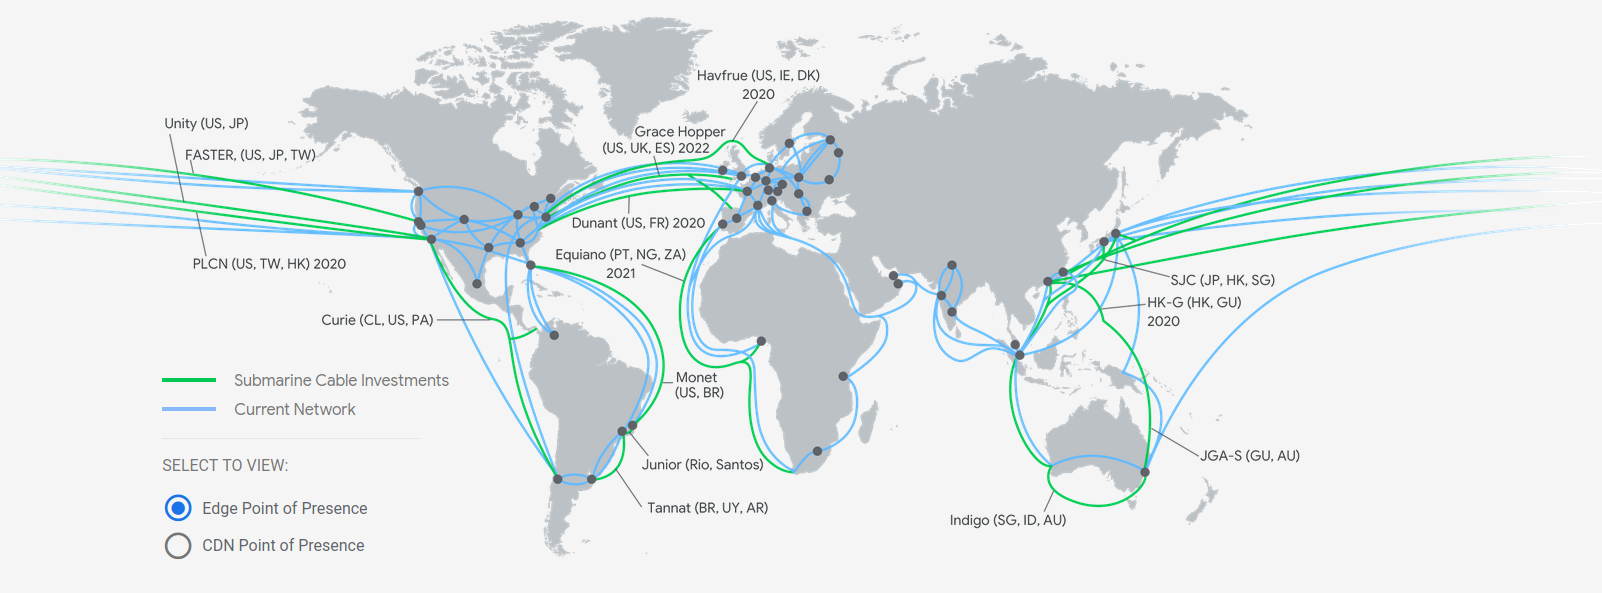 Havfrue (US, IE, DK)
2020
Unity (US, JP)
Grace Hopper
(US, UK, ES) 2022
FASTER, (US, JP, TW)
Dunant (US, FR) 2020
Equiano (PT, NG, ZA)
2021
PLCN (US, TW, HK) 2020
SJC (JP, HK, SG)
HK-G (HK, GU)
2020
Curie (CL, US, PA)
Monet
(US, BR)
Submarine Cable Investments
Current Network
JGA-S (GU, AU)
SELECT TO VIEW:
Junior (Rio, Santos)
Edge Point of Presence
Tannat (BR, UY, AR)
Indigo (SG, ID, AU)
CDN Point of Presence